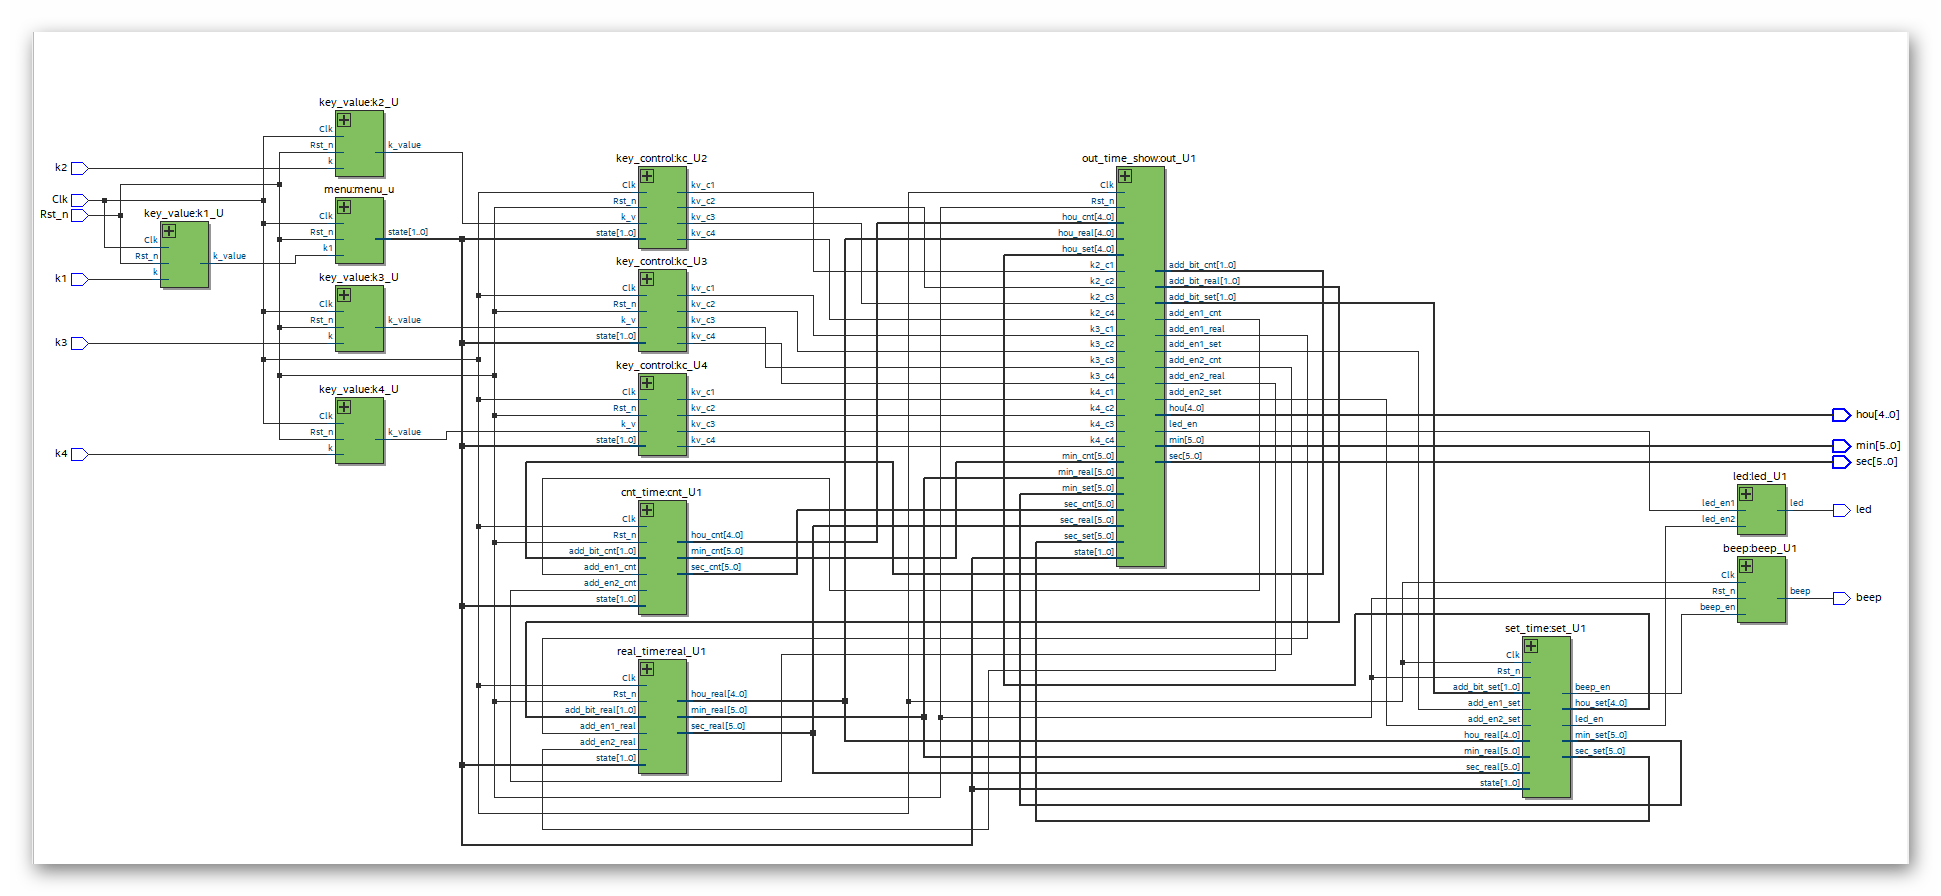 k2
Clk
Rst_n
k1
k3
k4
key_value:k1_U
Clk
Rst_n
k
k_value
key_value:k2_U
Clk
Rst_n
k
k_value
menu:menu_u
Clk
Rst_n
k1
state[1..0]
key_value:k3_U
Clk
Rst_n
k
k_value
key_value:k4_U
Clk
Rst_n
k
k_value
key_control:kc_U2
Clk
Rst_n
k_v
state[1..0]
kv_c1
kv_c2
kv_c3
kv_c4
key_control:kc_U3
Clk
Rst_n
k_v
state[1..0]
kv_c1
kv_c2
kv_c3
kv_c4
key_control:kc_U4
Clk
Rst_n
k_v
state[1..0]
kv_c1
kv_c2
kv_c3
kv_c4
cnt_time:cnt_U1
Clk
Rst_n
add_bit_cnt[1..0]
add_en1_cnt
add_en2_cnt
state[1..0]
hou_cnt[4..0]
min_cnt[5..0]
sec_cnt[5..0]
real_time:real_U1
Clk
Rst_n
add_bit_real[1..0]
add_en1_real
add_en2_real
state[1..0]
hou_real[4..0]
min_real[5..0]
sec_real[5..0]
out_time_show:out_U1
Clk
Rst_n
hou_cnt[4..0]
hou_real[4..0]
hou_set[4..0]
k2_c1
k2_c2
k2_c3
k2_c4
k3_c1
k3_c2
k3_c3
k3_c4
k4_c1
k4_c2
k4_c3
k4_c4
min_cnt[5..0]
min_real[5..0]
min_set[5..0]
sec_cnt[5..0]
sec_real[5..0]
sec_set[5..0]
state[1..0]
add_bit_cnt[1..0]
add_bit_real[1..0]
add_bit_set[1..0]
add_en1_cnt
add_en1_real
add_en1_set
add_en2_cnt
add_en2_real
add_en2_set
hou[4..0]
led_en
min[5..0]
sec[5..0]
set_time:set_U1
Clk
Rst_n
add_bit_set[1..0]
add_en1_set
add_en2_set
hou_real[4..0]
min_real[5..0]
sec_real[5..0]
state[1..0]
beep_en
hou_set[4..0]
led_en
min_set[5..0]
sec_set[5..0]
led:led_U1
led_en1
led_en2
led
beep:beep_U1
Clk
Rst_n
beep_en
beep
hou[4..0]
min[5..0]
sec[5..0]
led
beep